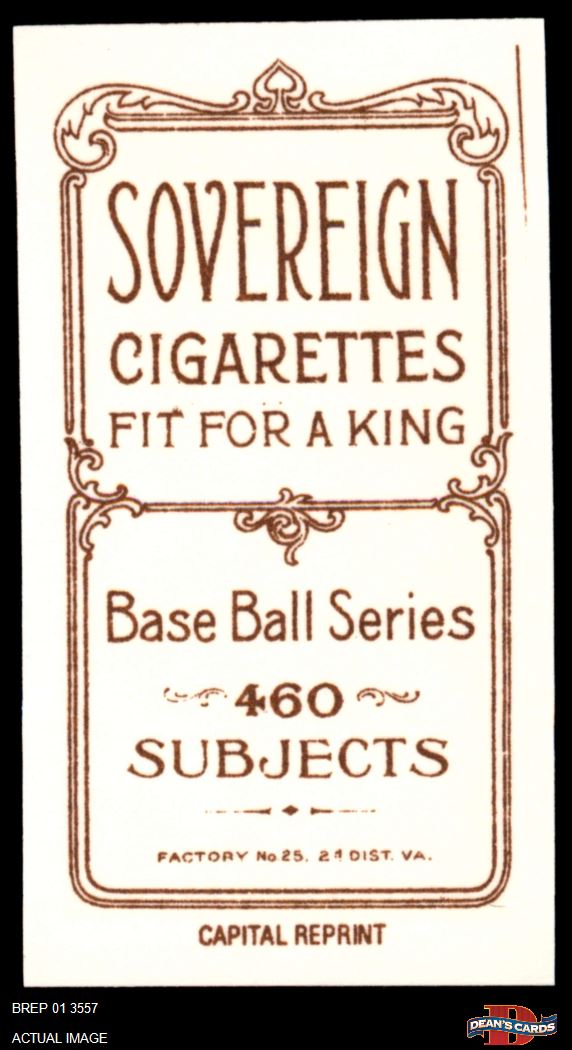 SOVEREIGN
CIGARETTES
FIT FOR A KING
Base Ball Series
460
SUBJECTS
FACTORY No 25. 2d DIST. VA.
CAPITAL REPRINT
BREP 01 3557
ACTUAL IMAGE
DEAN'S CARDS